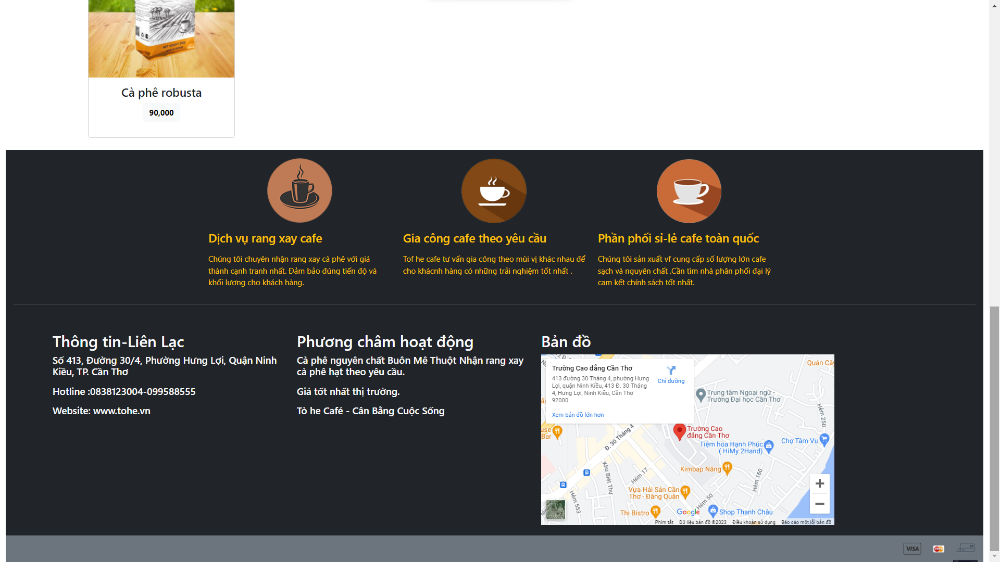 NET WEIGHT 500g
Cà phê robusta
90,000
Dịch vụ rang xay cafe
Chúng tôi chuyên nhận rang xay cà phê với giá
thành cạnh tranh nhất. Đảm bảo đúng tiến độ và
khối lượng cho khách hàng.
Gia công cafe theo yêu cầu
Tof he cafe tư vấn gia công theo mùi vị khác nhau để
cho khácnh hàng có những trải nghiệm tốt nhất .
Phần phối si-lẻ cafe toàn quốc
Chúng tôi sản xuất vf cung cấp số lượng lớn cafe
sạch và nguyên chất .Cần tìm nhà phân phối đại lý
cam kết chính sách tốt nhất.
Thông tin-Liên Lạc
Số 413, Đường 30/4, Phường Hưng Lợi, Quận Ninh
Kiều, TP. Cần Thơ
Hotline :0838123004-099588555
Website: www.tohe.vn
Phương châm hoạt động
Cà phê nguyên chất Buôn Mê Thuột Nhận rang xay
cà phê hạt theo yêu cầu.
Giá tốt nhất thị trường.
Tò he Café - Cân Bằng Cuộc Sống
Bản đồ
Trường Cao đẳng Cần Thơ
413 đường 30 Tháng 4, phường Hưng
Lợi, quận Ninh Kiều, 413 Đ. 30 Tháng
4, Hưng Lợi, Ninh Kiều, Cần Thơ
92000
Chỉ đường
Xem bản đồ lớn hơn
Quán Cây
Trung tâm Ngoại ngữ -
Trường Đại học Cần Thơ
Hẻm 250
use
Bar
Đ. 30 Tháng 4
Trường Cao
đẳng Cần Thơ
Tiệm hoa Hạnh Phúc
( HiMy 2Hand)
Chợ Tầm Vu
Kimbap Nắng
Khu Biệt Thự
Hẻm 17
Hẻm 160
Vựa Hải Sản Cần
Thơ - Đăng Quân
Hẻm 553
Hẻm 50
Thị Bistro
Google
Shop Thanh Châu
Phím tắt
Dữ liệu bản đồ ©2023
Điều khoản sử dụng
Báo cáo một lỗi bản đồ
VISA